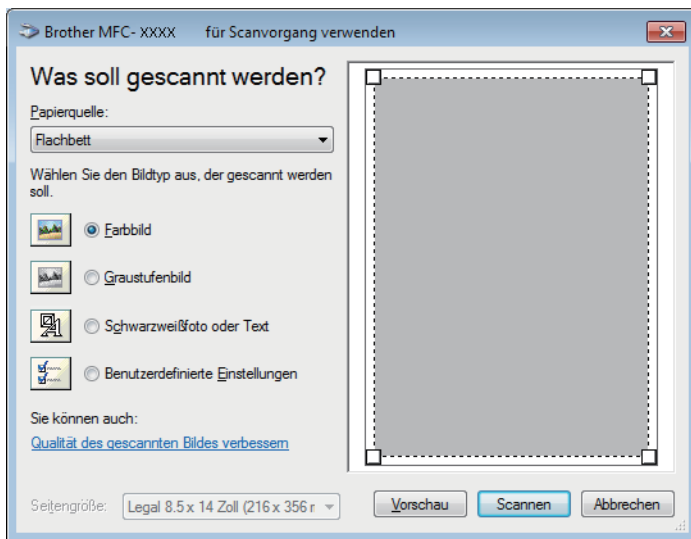 Brother MFC- XXXX für Scanvorgang verwenden
Was soll gescannt werden?
Papierquelle:
Flachbett
Wählen Sie den Bildtyp aus, der gescannt werden
soll.
Farbbild
Graustufenbild
Schwarzweißfoto oder Text
Benutzerdefinierte Einstellungen
Sie können auch:
Qualität des gescannten Bildes verbessern
Seitengröße: Legal 8.5 x 14 Zoll (216 x 356 r
Vorschau Scannen Abbrechen